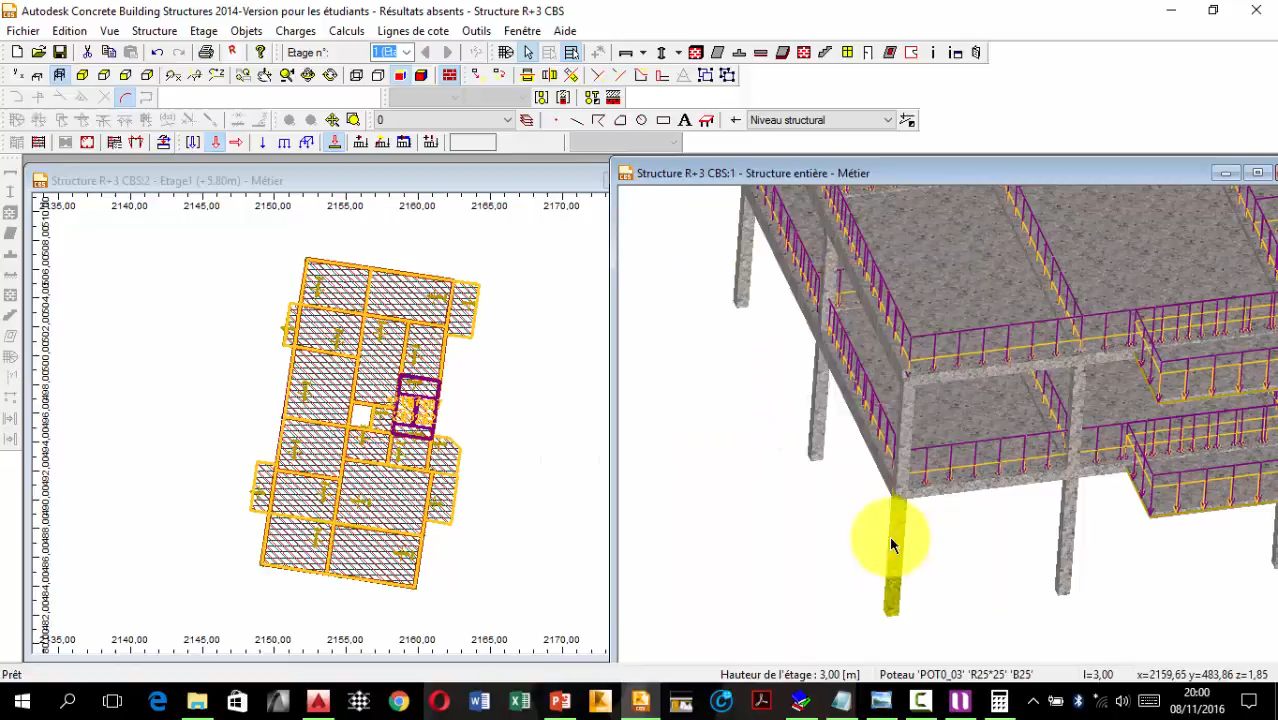 Autodesk Concrete Building Structures 2014-Version pour les étudiants - Résultats absents - Structure R+3 CBS
Fichier Edition Vue Structure Etage Objets Charges Calculs Lignes de cote Outils Fenêtre Aide
Etage n°:
0
Niveau structural
Structure R+3 CBS:2 - Etage1 (+5.80m) - Métier
Structure R+3 CBS:1 - Structure entière - Métier
2140,00 2145,00 2150,00 2155,00 2160,00 2165,00 2170,00
2140,00 2145,00 2150,00 2155,00 2160,00 2165,00 2170,00
Prêt
Hauteur de l'étage : 3,00 [m] Poteau 'POT0_03' 'R25*25' 'B25' l=3,00 x=2159,65 y=483,86 z=1,85
20:00
08/11/2016